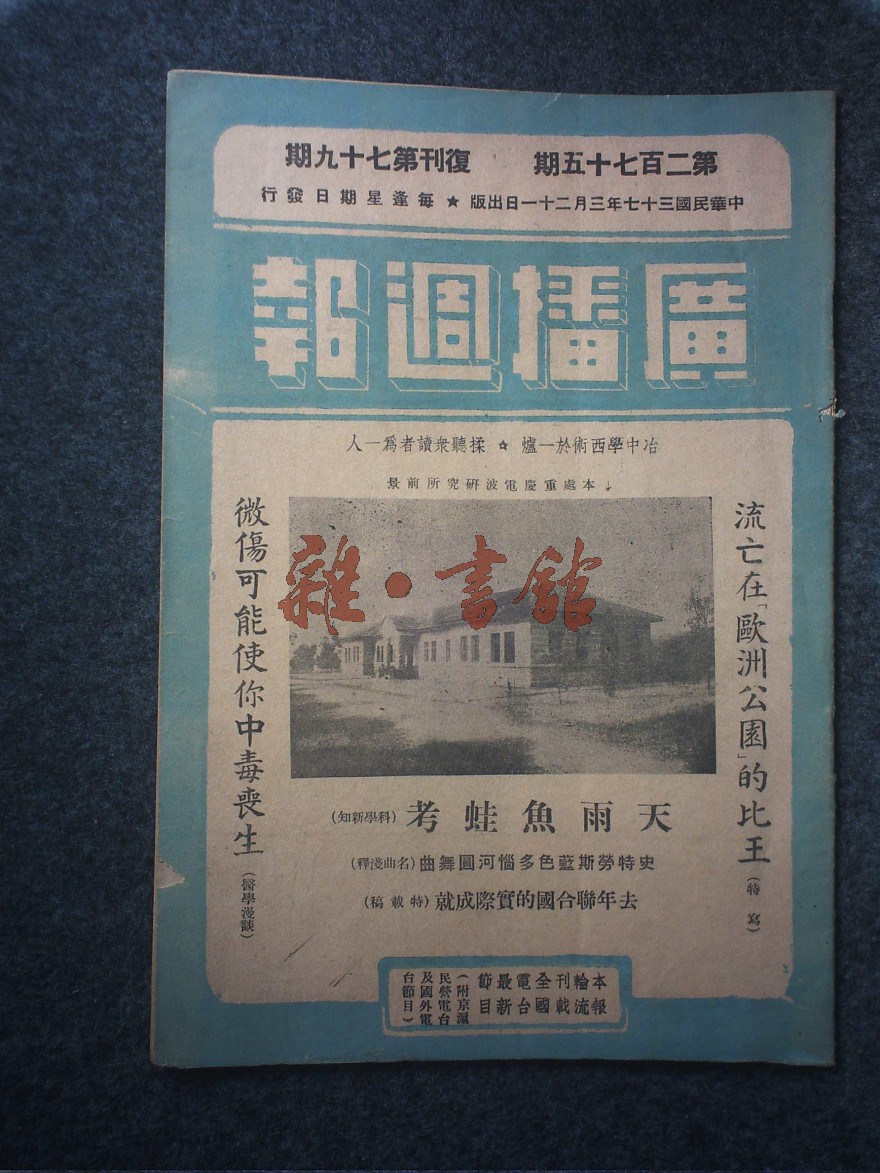 第二百七十五期　復刊第七十九期
中華民國三十七年三月二十一日出版★每逢星期日發行
廣播週報
冶中學西術於一爐☆揉聽衆讀者爲一人
↓本處重慶電波研究所前景
流亡在「歐洲公園」的比王（特寫）
雜·書館
天雨魚蛙考（科學新知）
史特勞斯藍色多惱河圓舞曲（名曲淺釋）
去年聯合國的實際成就（特載稿）
微傷可能使你中毒喪生（醫學漫談）
本報輪流刊載全國電台最新節目
（附京滬民營電台及國外電台節目）